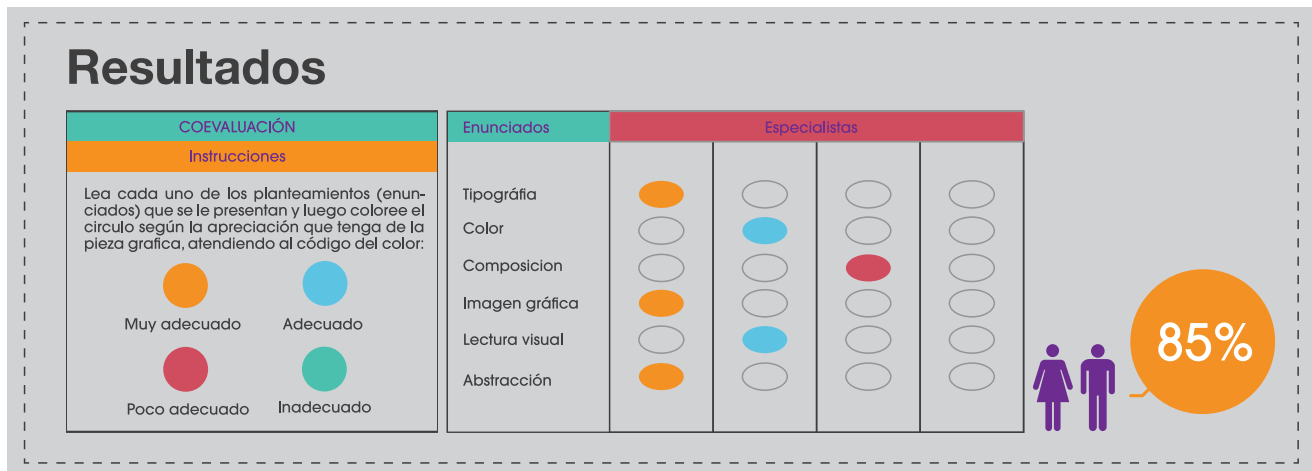 Resultados
COEVALUACIÓN
Instrucciones
Lea cada uno de los planteamientos (enun-
ciados) que se le presentan y luego coloree el
circulo según la apreciación que tenga de la
pieza grafica, atendiendo al código del color:
Muy adecuado
Adecuado
Poco adecuado
Inadecuado
Enunciados
Especialistas
Tipográfia
Color
Composicion
Imagen gráfica
Lectura visual
Abstracción
85%